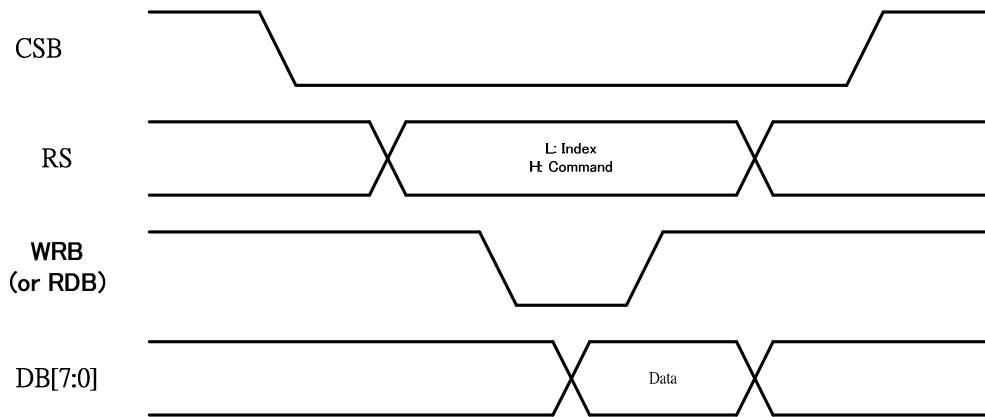 CSB
RS
L: Index
H: Command
WRB
(or RDB)
DB[7:0]
Data